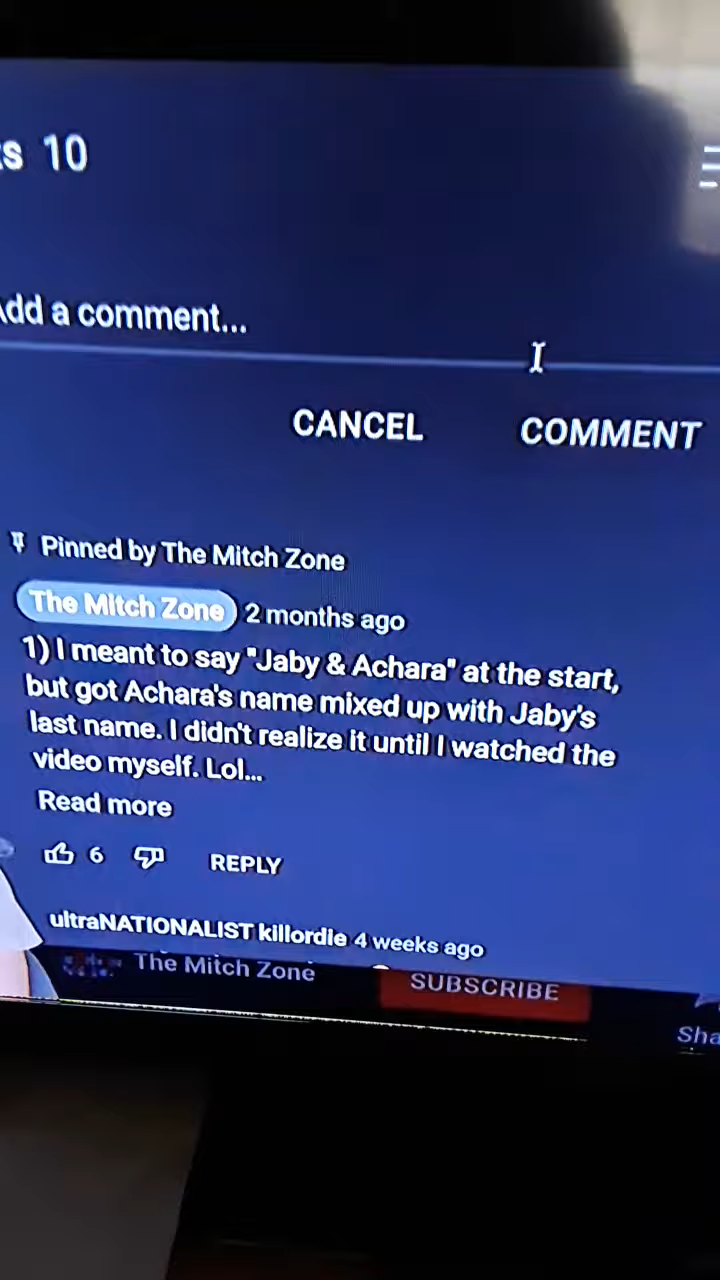 s 10
Add a comment...
CANCEL COMMENT
Pinned by The Mitch Zone
The Mitch Zone 2 months ago
1) I meant to say "Jaby & Achara" at the start,
but got Achara's name mixed up with Jaby's
last name. I didn't realize it until I watched the
video myself. Lol...
Read more
6 REPLY
ultraNATIONALIST killordie 4 weeks ago
The Mitch Zone SUBSCRIBE
Sha